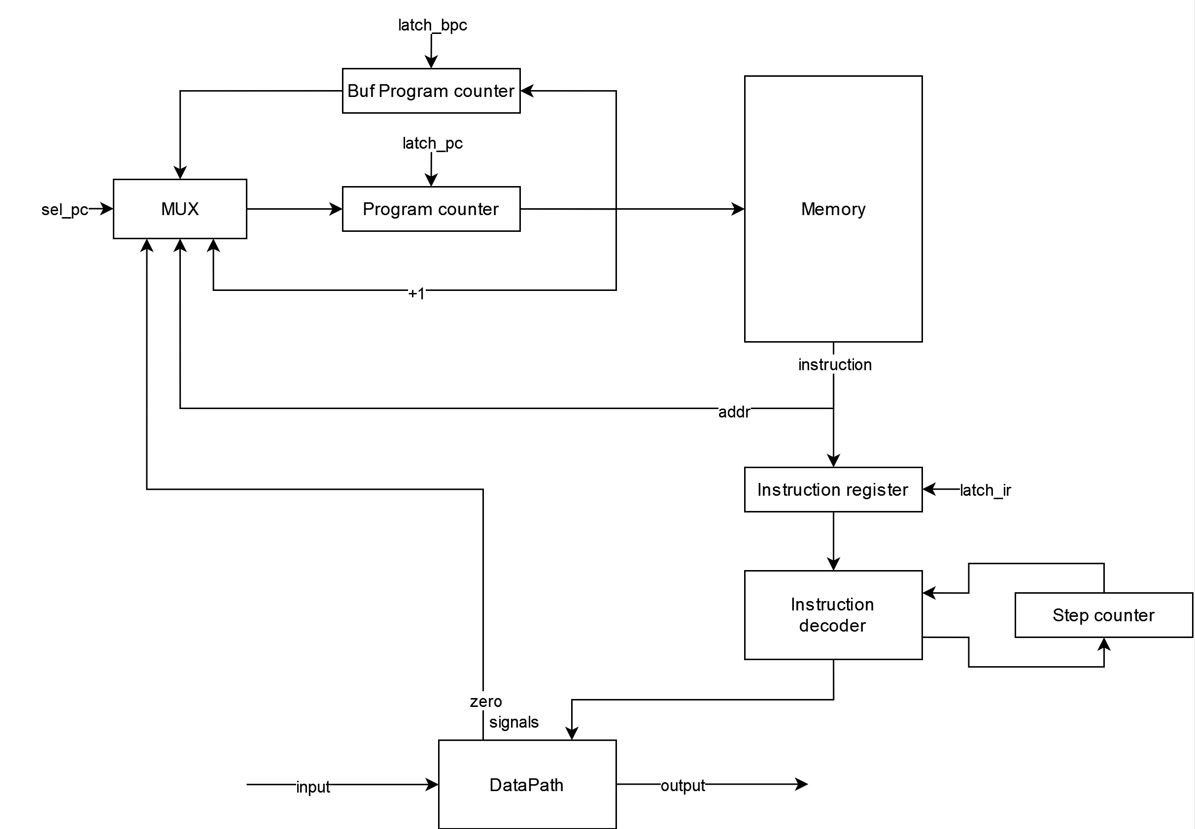 latch_bpc
Buf Program counter
latch_pc
sel_pc
MUX
Program counter
Memory
+1
instruction
addr
Instruction register
latch_ir
Instruction
decoder
Step counter
zero
signals
input
DataPath
output